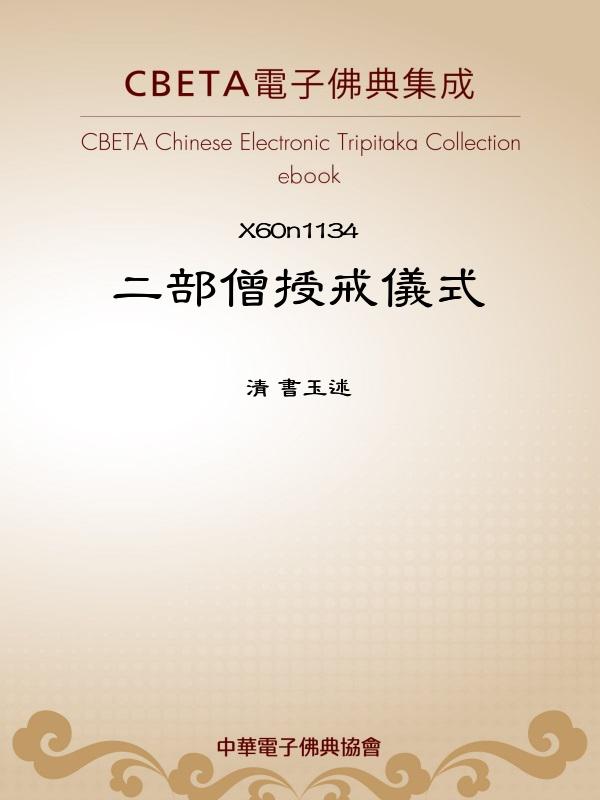 CBETA電子佛典集成
CBETA Chinese Electronic Tripitaka Collection
ebook
X60n1134
二部僧授戒儀式
清 書玉述
中華電子佛典協會